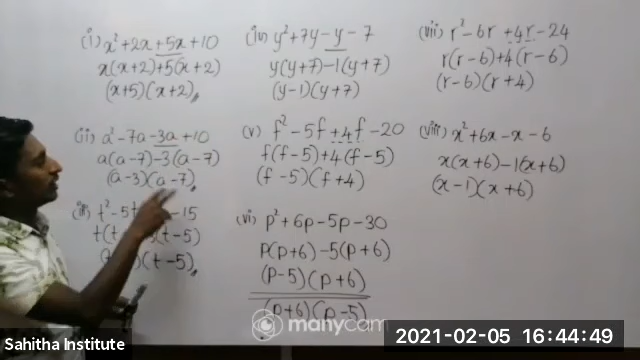 (i) x²+2x+5x+10
x(x+2)+5(x+2)
(x+5)(x+2)
(ii) a²-7a-3a+10
a(a-7)-3(a-7)
(a-3)(a-7)
(iii) t²-5t -15
t(t (t-5)
(t )(t-5)
(iv) y²+7y-y-7
y(y+7)-1(y+7)
(y-1)(y+7)
(v) f²-5f+4f-20
f(f-5)+4(f-5)
(f-5)(f+4)
(vi) p²+6p-5p-30
p(p+6)-5(p+6)
(p-5)(p+6)
(p+6)(p-5)
(vii) r²-6r+4r-24
r(r-6)+4(r-6)
(r-6)(r+4)
(viii) x²+6x-x-6
x(x+6)-1(x+6)
(x-1)(x+6)
manycam
Sahitha Institute
2021-02-05 16:44:49